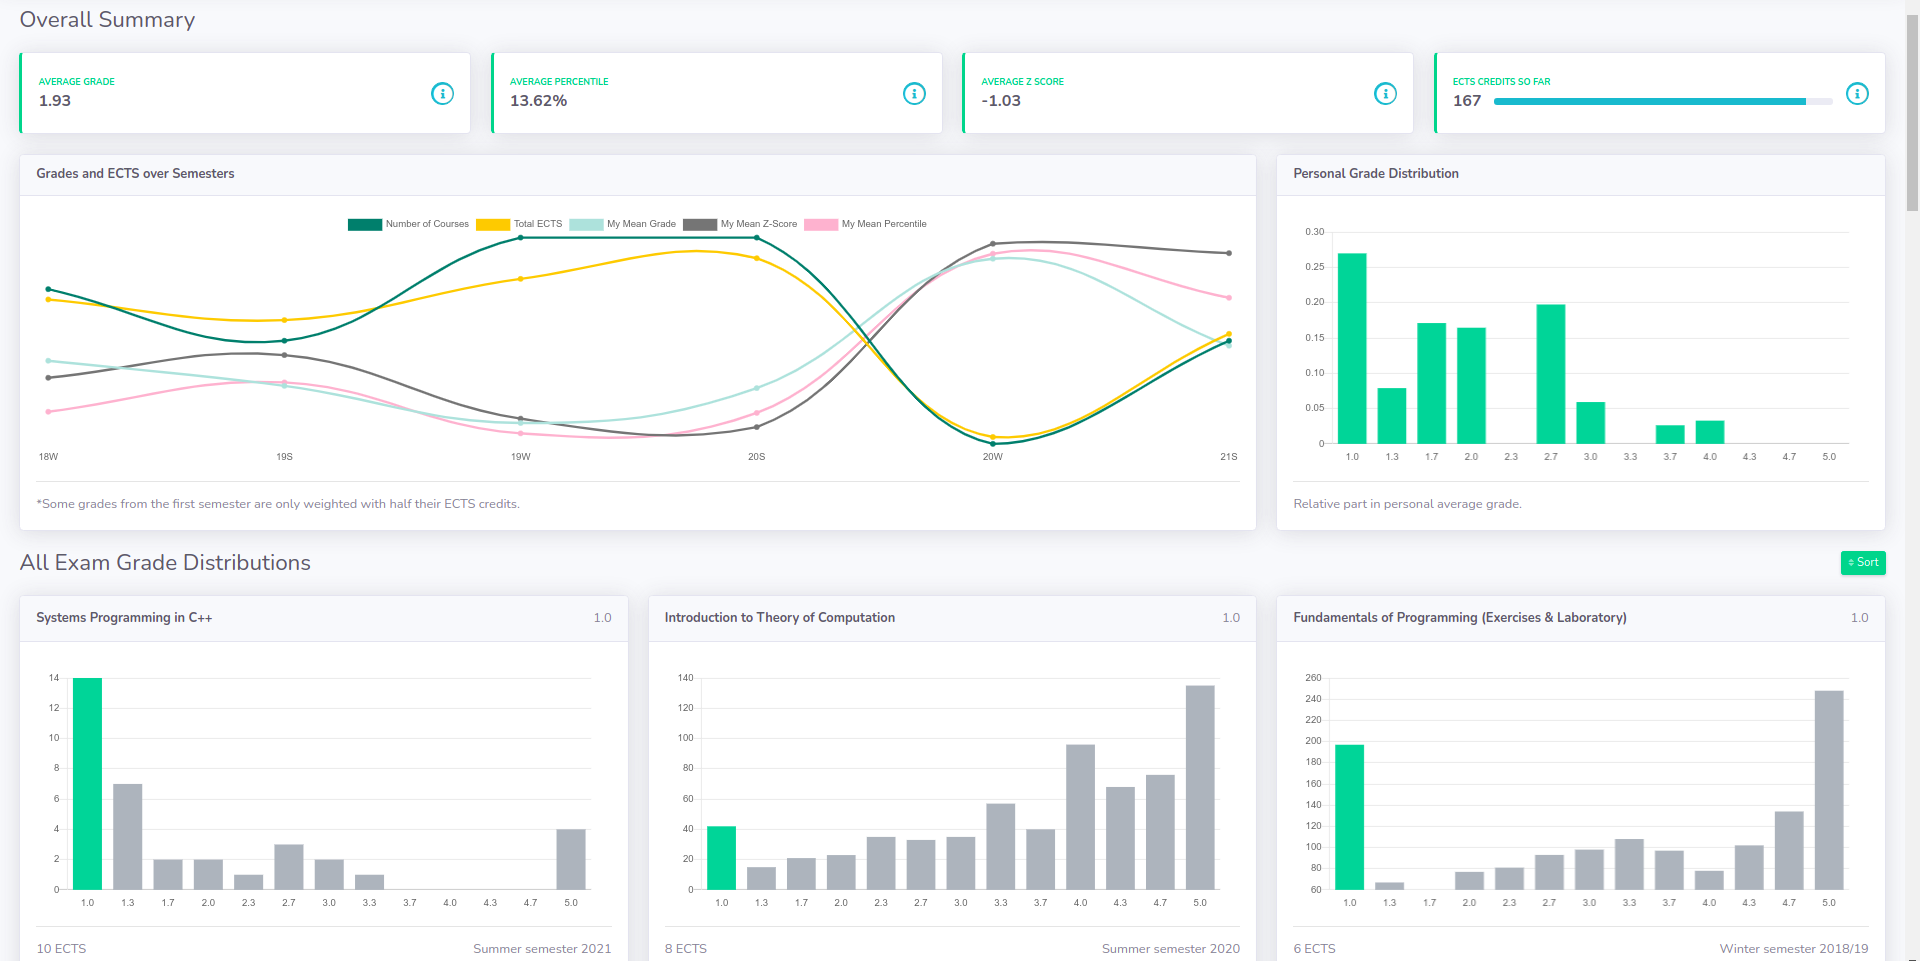 Overall Summary
AVERAGE GRADE
1.93
AVERAGE PERCENTILE
13.62%
AVERAGE Z SCORE
-1.03
ECTS CREDITS SO FAR
167
Grades and ECTS over Semesters
Number of Courses Total ECTS My Mean Grade My Mean Z-Score My Mean Percentile
18W 19S 19W 20S 20W 21S
*Some grades from the first semester are only weighted with half their ECTS credits.
Personal Grade Distribution
0.30
0.25
0.20
0.15
0.10
0.05
0
1.0 1.3 1.7 2.0 2.3 2.7 3.0 3.3 3.7 4.0 4.3 4.7 5.0
Relative part in personal average grade.
All Exam Grade Distributions
Sort
Systems Programming in C++ 1.0
14
12
10
8
6
4
2
0
1.0 1.3 1.7 2.0 2.3 2.7 3.0 3.3 3.7 4.0 4.3 4.7 5.0
10 ECTS Summer semester 2021
Introduction to Theory of Computation 1.0
140
120
100
80
60
40
20
0
1.0 1.3 1.7 2.0 2.3 2.7 3.0 3.3 3.7 4.0 4.3 4.7 5.0
8 ECTS Summer semester 2020
Fundamentals of Programming (Exercises & Laboratory) 1.0
260
240
220
200
180
160
140
120
100
80
60
1.0 1.3 1.7 2.0 2.3 2.7 3.0 3.3 3.7 4.0 4.3 4.7 5.0
6 ECTS Winter semester 2018/19